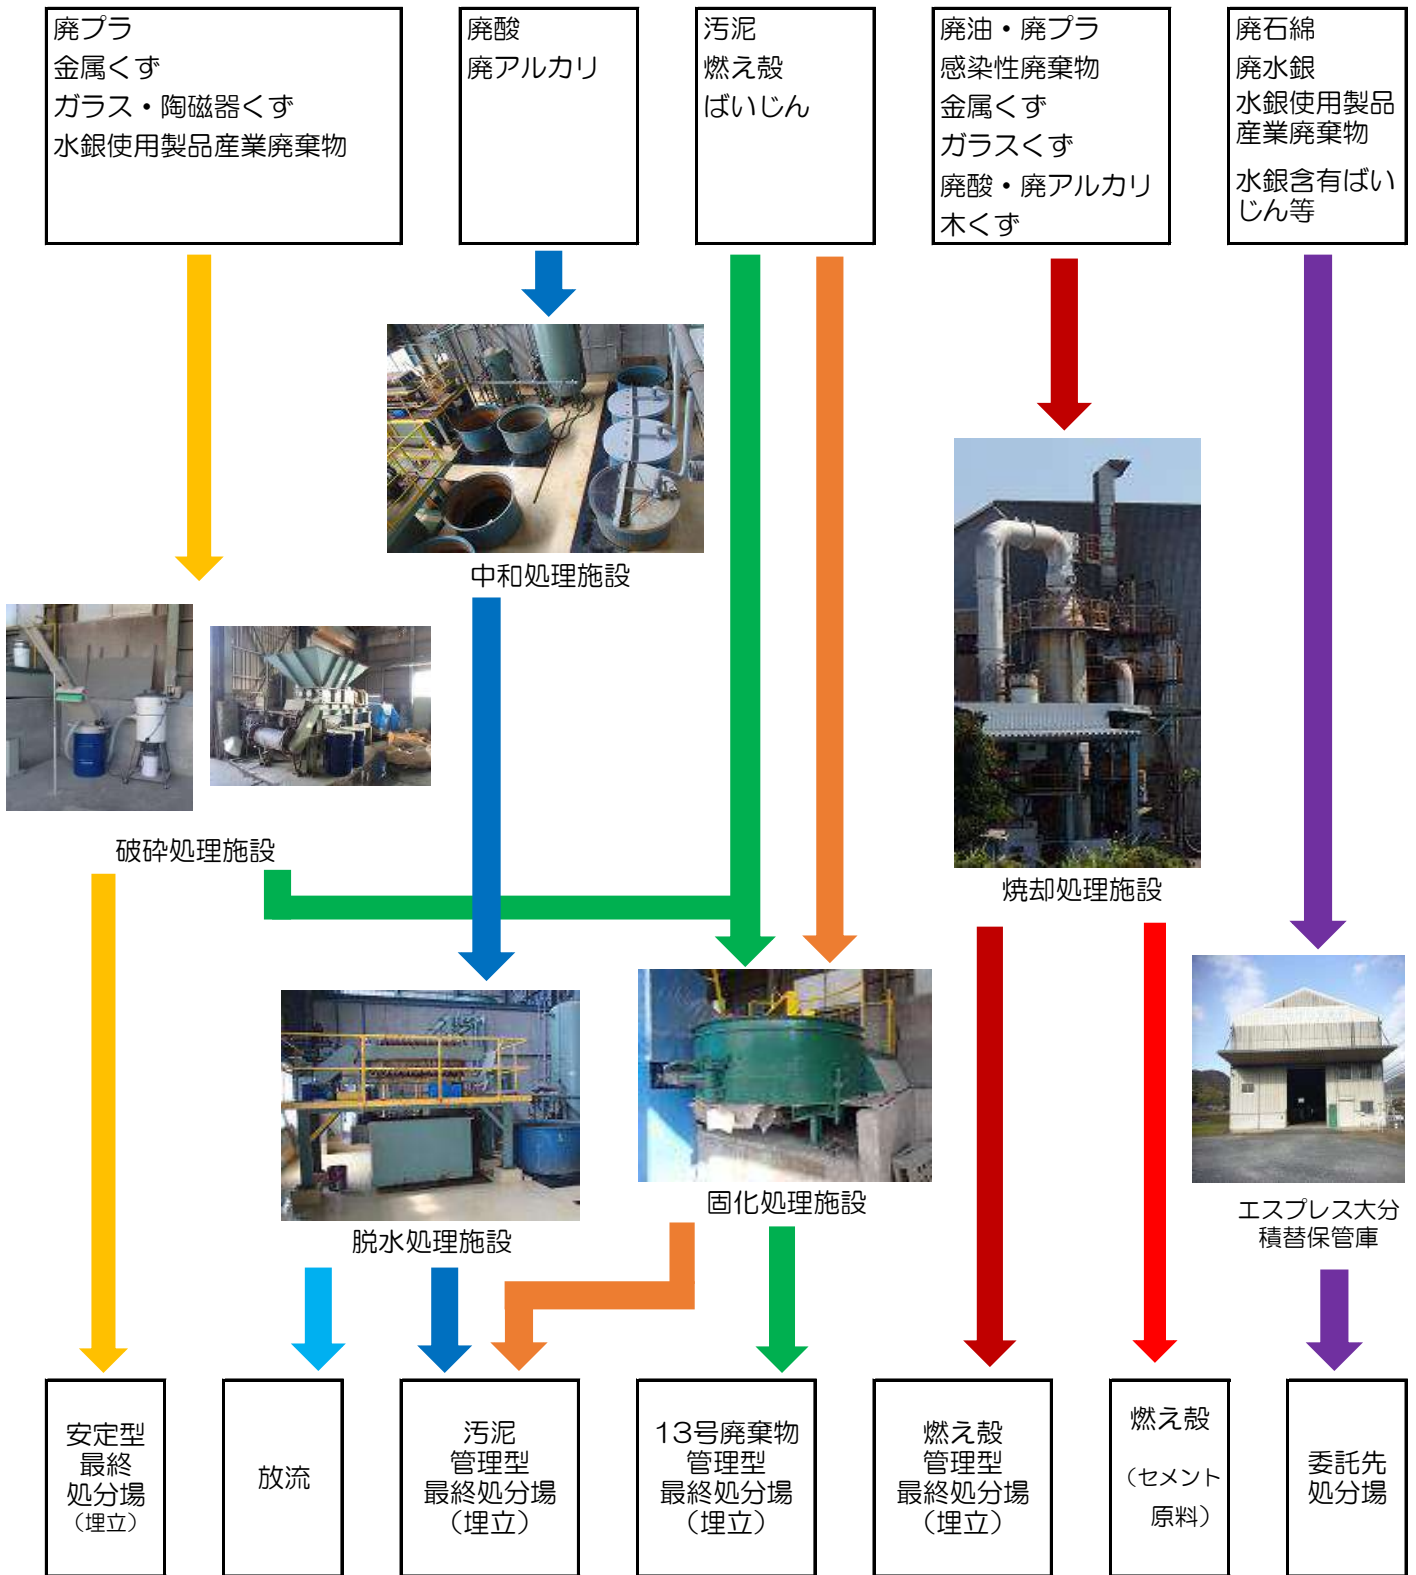 廃プラ
金属くず
ガラス・陶磁器くず
水銀使用製品産業廃棄物
廃酸
廃アルカリ
汚泥
燃え殻
ばいじん
廃油・廃プラ
感染性廃棄物
金属くず
ガラスくず
廃酸・廃アルカリ
木くず
廃石綿
廃水銀
水銀使用製品
産業廃棄物
水銀含有ばい
じん等
中和処理施設
破砕処理施設
焼却処理施設
固化処理施設
脱水処理施設
エスプレス大分
積替保管庫
安定型
最終
処分場
（埋立）
放流
汚泥
管理型
最終処分場
（埋立）
13号廃棄物
管理型
最終処分場
（埋立）
燃え殻
管理型
最終処分場
（埋立）
燃え殻
（セメント
原料）
委託先
処分場